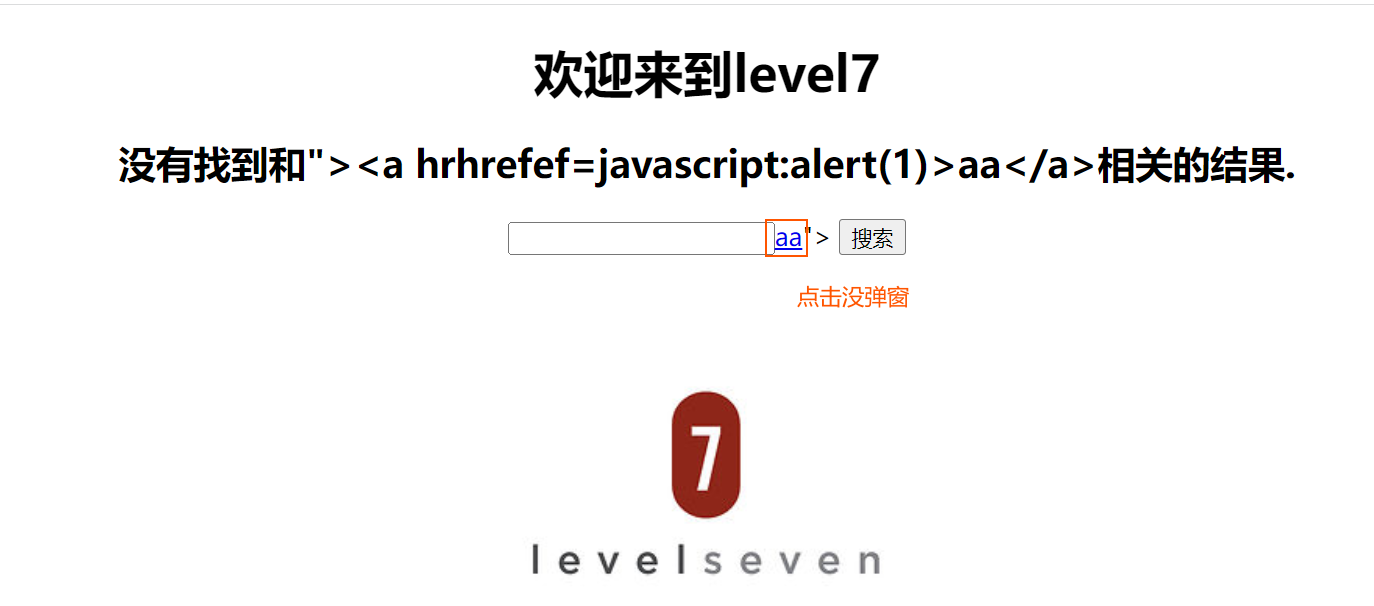 欢迎来到level7
没有找到和"><a hrhrefef=javascript:alert(1)>aa</a>相关的结果.
aa"> 搜索
点击没弹窗
7
levelseven